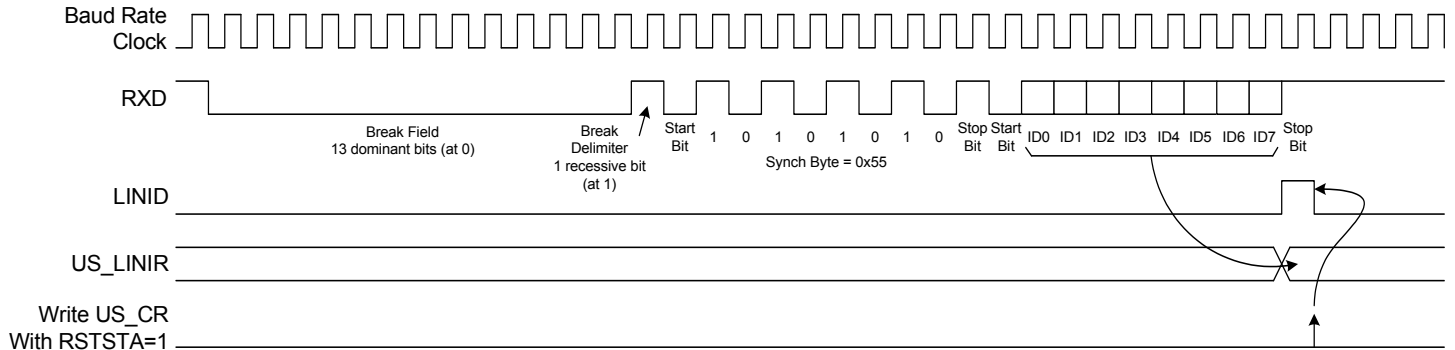 Baud Rate
Clock
RXD
Break Field
13 dominant bits (at 0)
Break
Delimiter
1 recessive bit
(at 1)
Start
Bit
1 0 1 0 1 0 1 0
Stop Start
Bit Bit
Synch Byte = 0x55
ID0 ID1 ID2 ID3 ID4 ID5 ID6 ID7
Stop
Bit
LINID
US_LINIR
Write US_CR
With RSTSTA=1